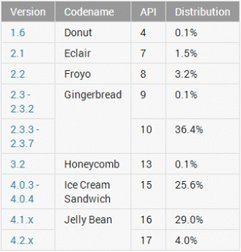 Version Codename API Distribution
1.6 Donut 4 0.1%
2.1 Eclair 7 1.5%
2.2 Froyo 8 3.2%
2.3 - Gingerbread 9 0.1%
2.3.2
2.3.3 - 10 36.4%
2.3.7
3.2 Honeycomb 13 0.1%
4.0.3 - Ice Cream 15 25.6%
4.0.4 Sandwich
4.1.x Jelly Bean 16 29.0%
4.2.x 17 4.0%